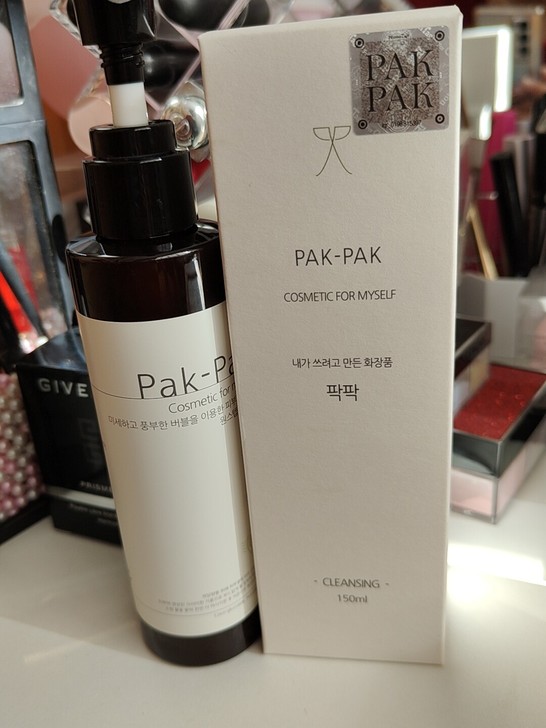 PAK
PAK
PAK-PAK
COSMETIC FOR MYSELF
내가 쓰려고 만든 화장품
팍팍
- CLEANSING -
150ml
Pak-Pa
Cosmetic for
미세하고 풍부한 버블을 이용한
GIVE
PRISM